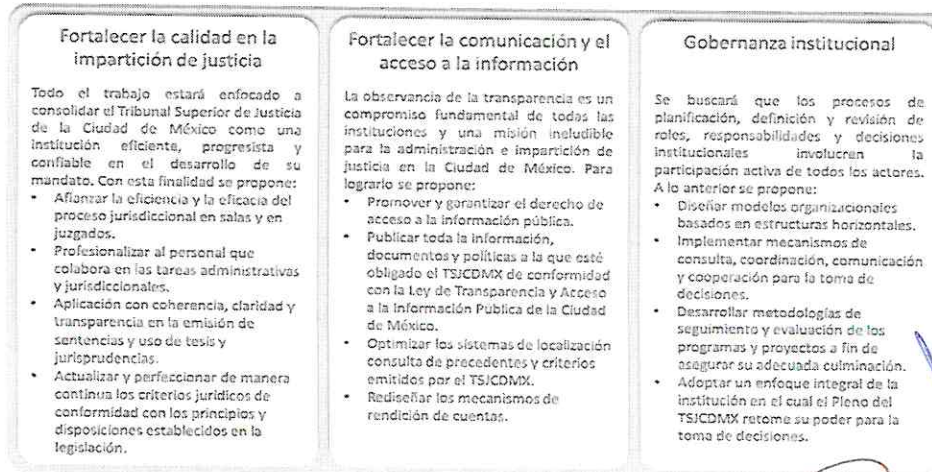 Fortalecer la calidad en la
impartición de justicia
Todo el trabajo estará enfocado a
consolidar el Tribunal Superior de Justicia
de la Ciudad de México como una
institución eficiente, progresista y
confiable en el desarrollo de su
mandato. Con esta finalidad se propone:
• Afianzar la eficiencia y la eficacia del
proceso jurisdiccional en salas y en
juzgados.
• Profesionalizar al personal que
colabora en las tareas administrativas
y jurisdiccionales.
• Aplicación con coherencia, claridad y
transparencia en la emisión de
sentencias y uso de tesis y
jurisprudencias.
• Actualizar y perfeccionar de manera
continua los criterios jurídicos de
conformidad con los principios y
disposiciones establecidos en la
legislación.
Fortalecer la comunicación y el
acceso a la información
La observancia de la transparencia es un
compromiso fundamental de todas las
instituciones y una misión ineludible
para la administración e impartición de
justicia en la Ciudad de México. Para
lograrlo se propone:
• Promover y garantizar el derecho de
acceso a la información pública.
• Publicar toda la información,
documentos y políticas a la que esté
obligado el TSJCDMX de conformidad
con la Ley de Transparencia y Acceso
a la Información Pública de la Ciudad
de México.
• Optimizar los sistemas de localización
consulta de precedentes y criterios
emitidos por el TSJCDMX.
• Rediseñar los mecanismos de
rendición de cuentas.
Gobernanza institucional
Se buscará que los procesos de
planificación, definición y revisión de
roles, responsabilidades y decisiones
institucionales involucren la
participación activa de todos los actores.
A lo anterior se propone:
• Diseñar modelos organizacionales
basados en estructuras horizontales.
• Implementar mecanismos de
consulta, coordinación, comunicación
y cooperación para la toma de
decisiones.
• Desarrollar metodologías de
seguimiento y evaluación de los
programas y proyectos a fin de
asegurar su adecuada culminación.
• Adoptar un enfoque integral de la
institución en el cual el Pleno del
TSJCDMX retome su poder para la
toma de decisiones.